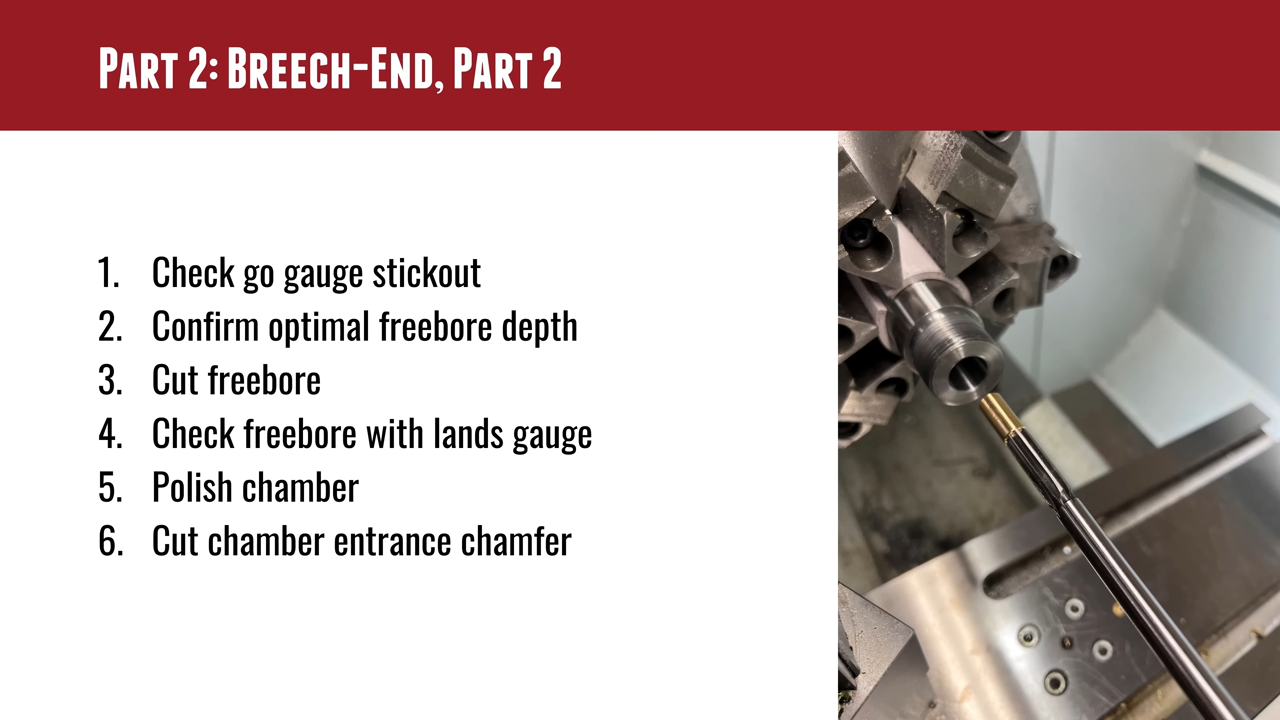 Part 2: Breech-End, Part 2
1. Check go gauge stickout
2. Confirm optimal freebore depth
3. Cut freebore
4. Check freebore with lands gauge
5. Polish chamber
6. Cut chamber entrance chamfer